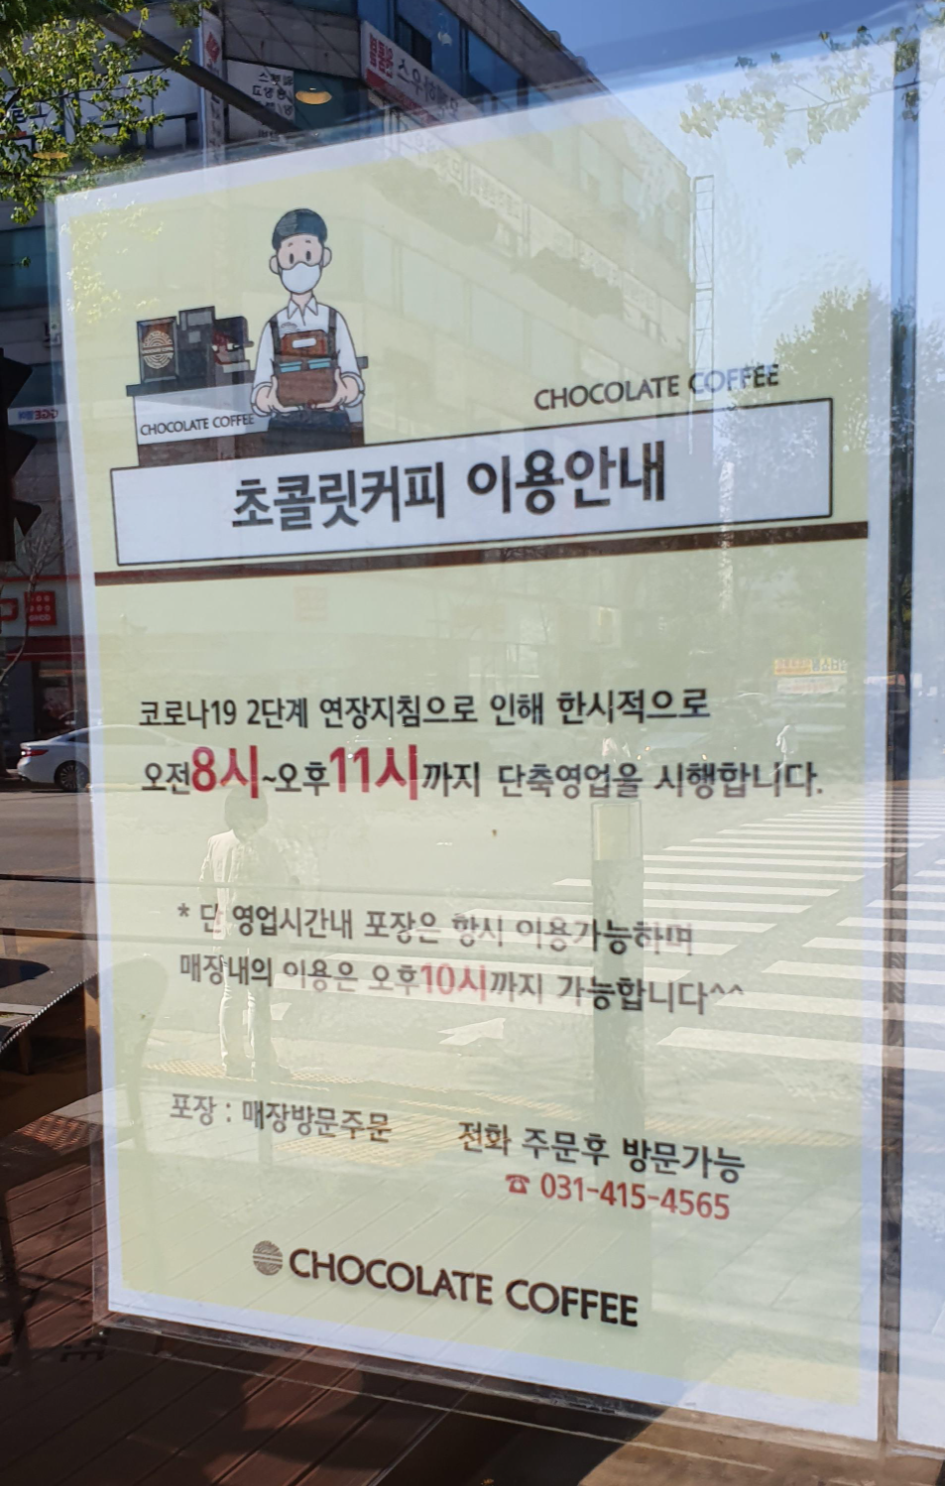 CHOCOLATE COFFEE
CHOCOLATE COFFEE
초콜릿커피 이용안내
코로나19 2단계 연장지침으로 인해 한시적으로
오전8시~오후11시까지 단축영업을 시행합니다.
* 단 영업시간내 포장은 항시 이용가능하며
매장내의 이용은 오후10시까지 가능합니다^^
포장 : 매장방문주문 전화 주문후 방문가능
☎ 031-415-4565
CHOCOLATE COFFEE